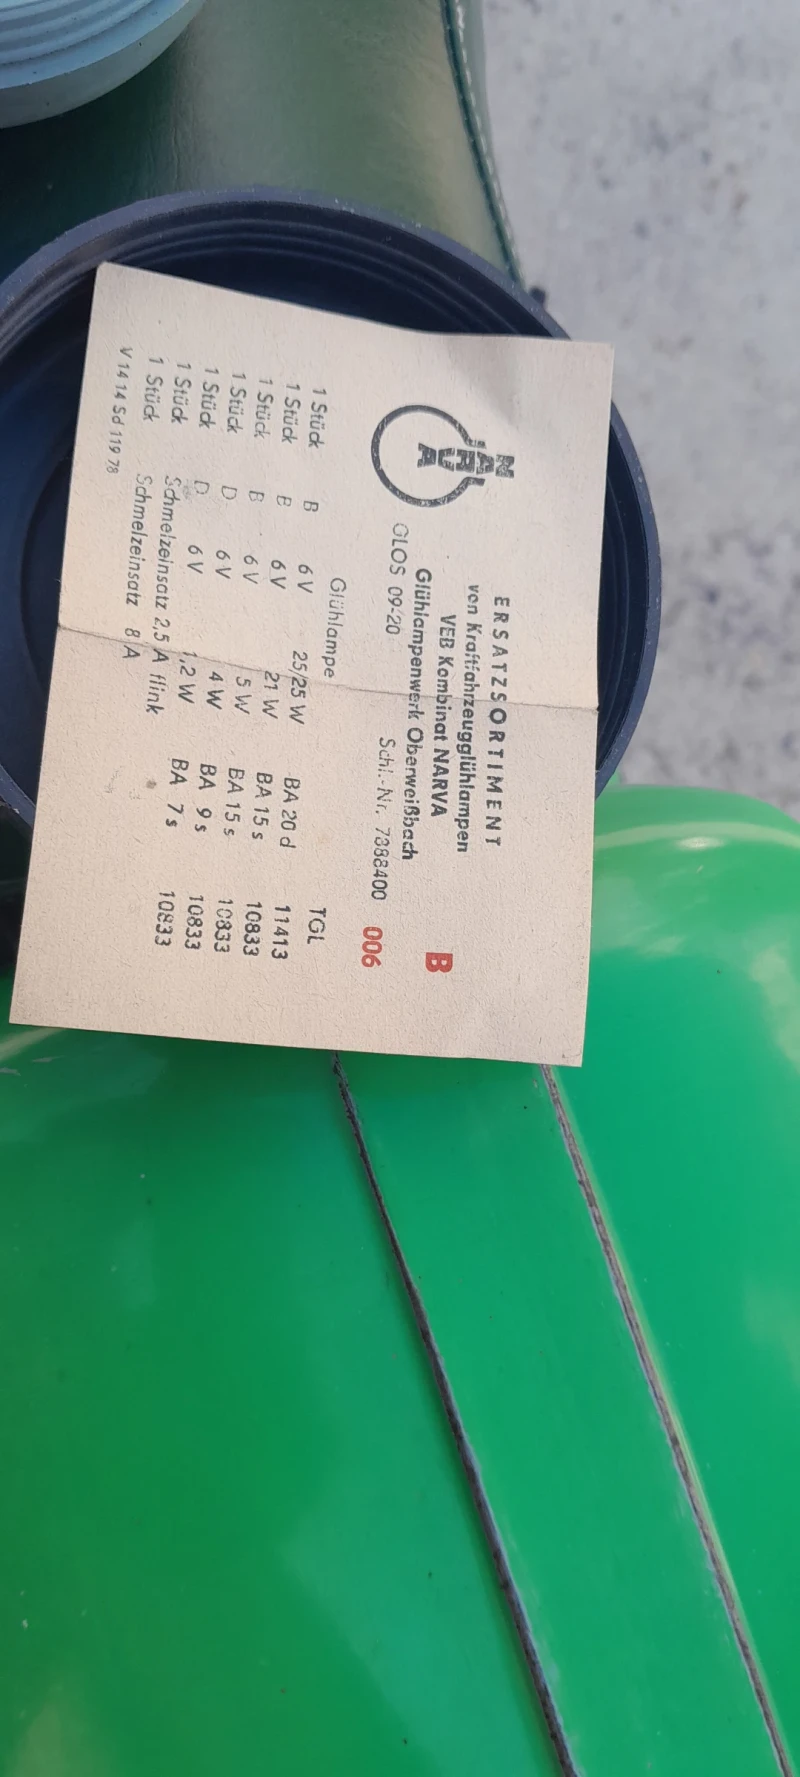 NARVA
ERSATZSORTIMENT
von Kraftfahrzeugglühlampen
VEB Kombinat NARVA
Glühlampenwerk Oberweißbach
B
GLOS 09-20 Schl.-Nr. 7388400 006
Glühlampe TGL
1 Stück B 6 V 25/25 W BA 20 d 11413
1 Stück B 6 V 21 W BA 15 s 10833
1 Stück B 6 V 5 W BA 15 s 10833
1 Stück D 6 V 4 W BA 9 s 10833
1 Stück D 6 V 1,2 W BA 7 s 10833
1 Stück Schmelzeinsatz 2,5 A flink
1 Stück Schmelzeinsatz 8 A
V 14 14 Sd 119 78